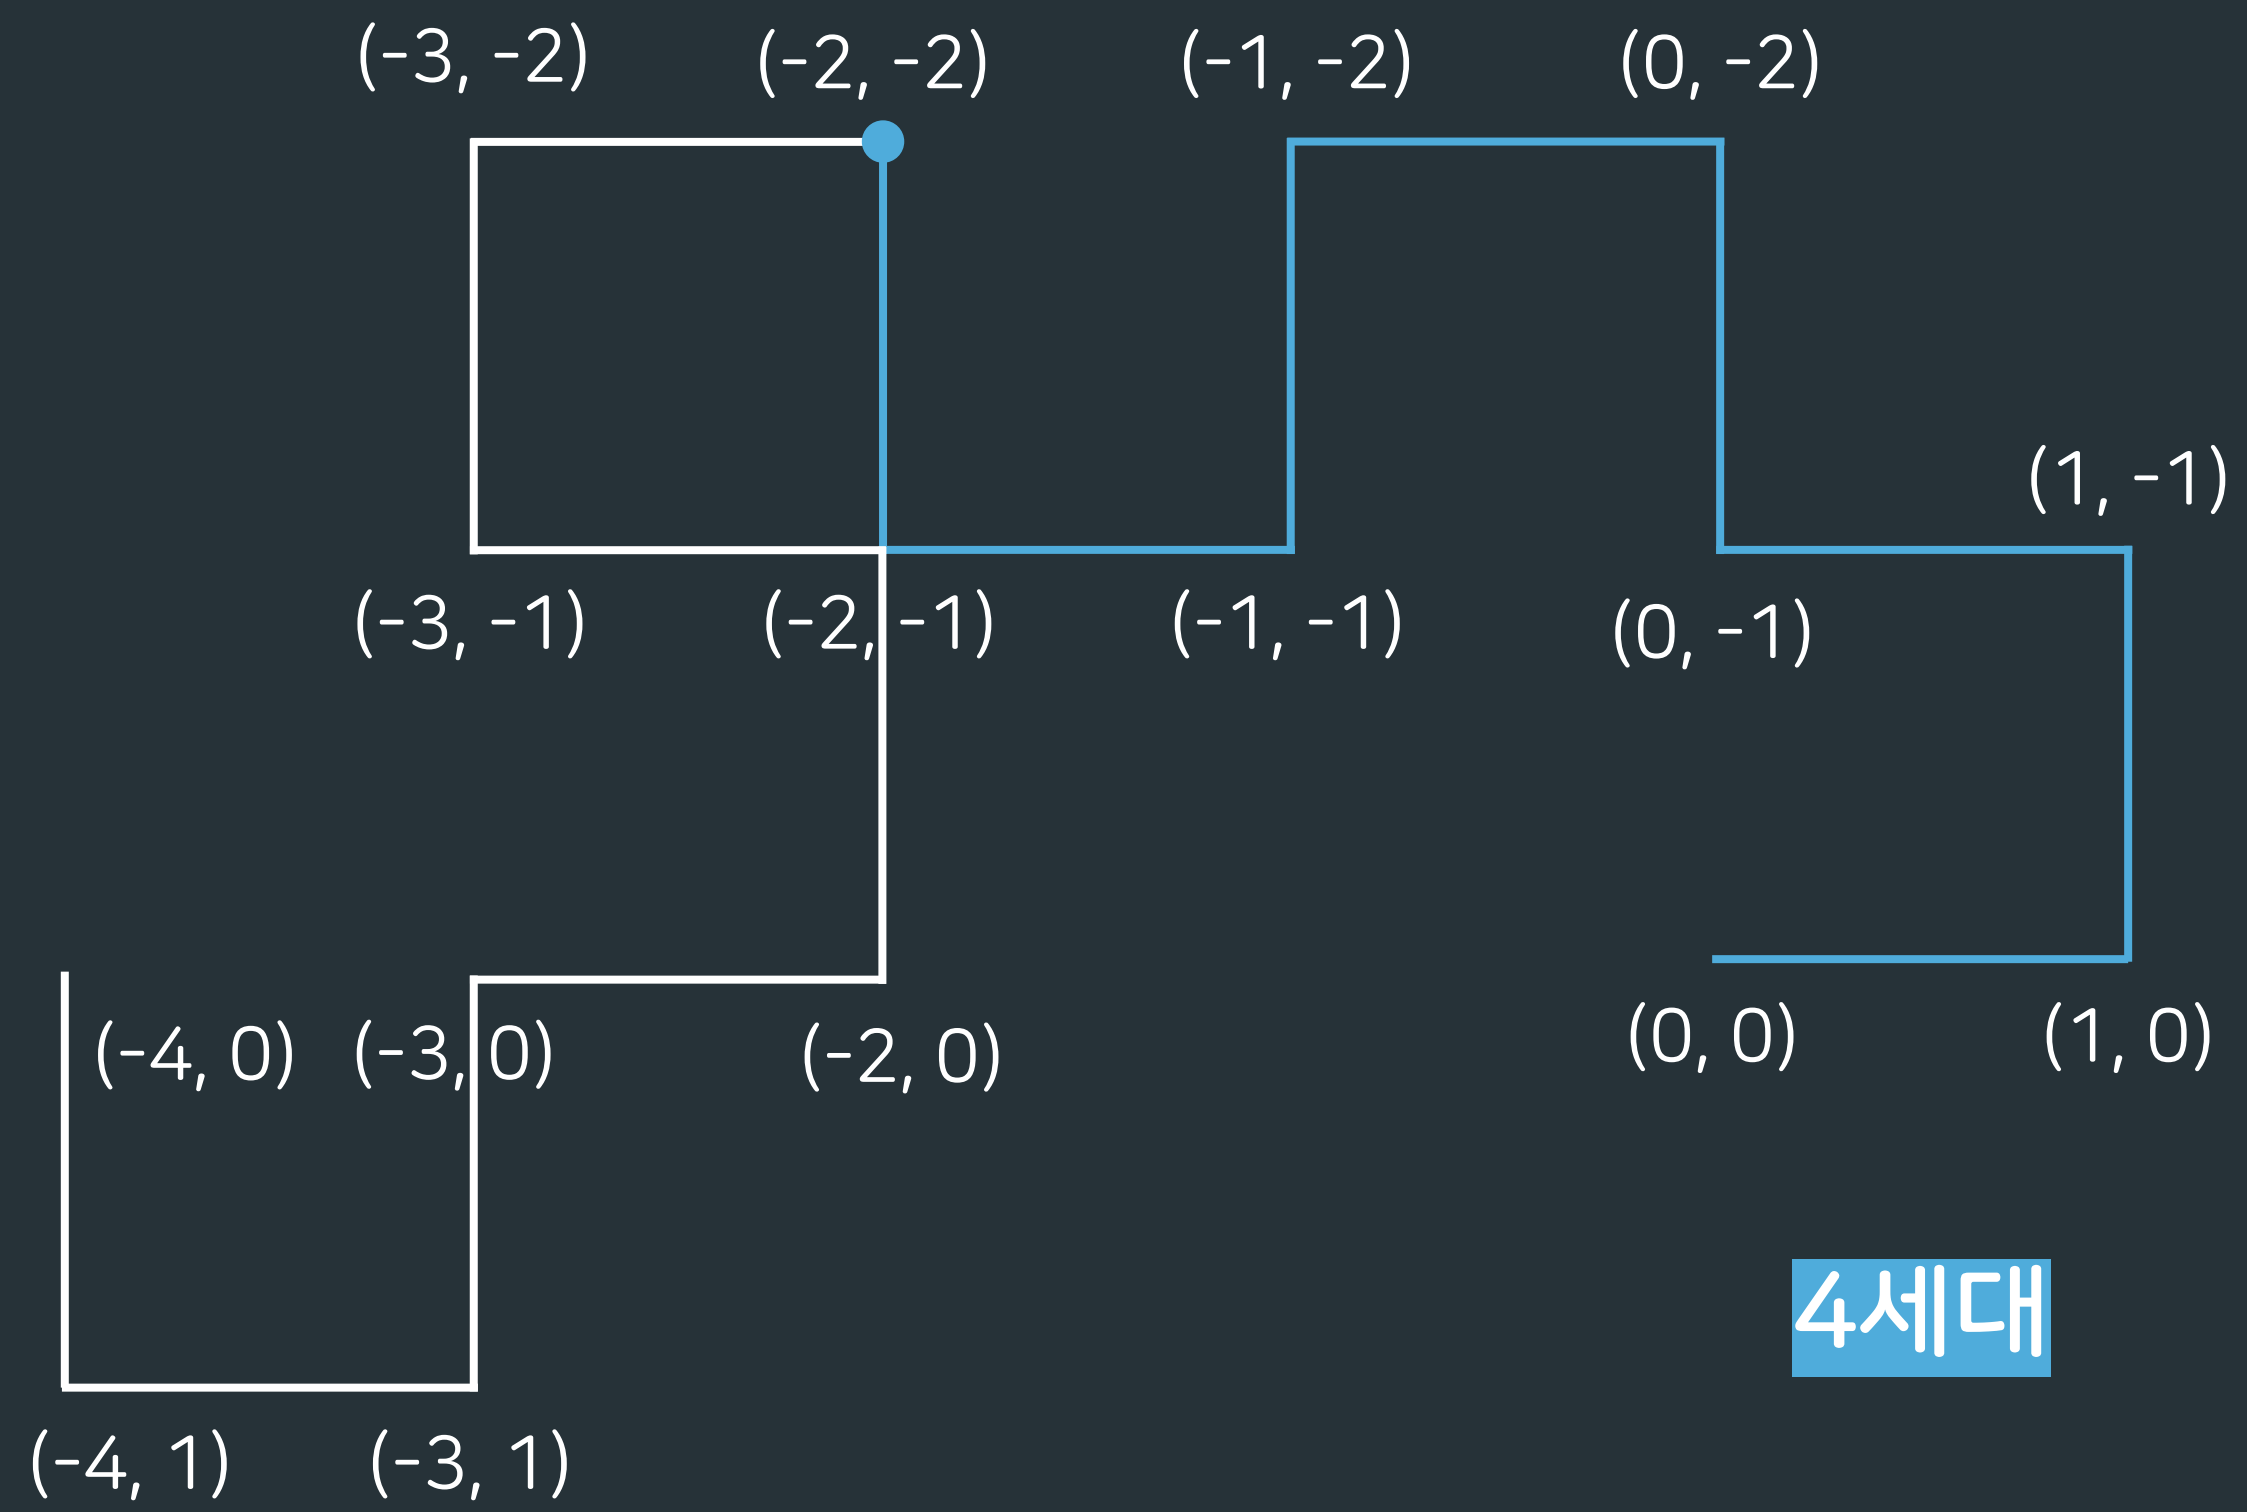 (-3, -2) (-2, -2) (-1, -2) (0, -2)
(1, -1)
(-3, -1) (-2, -1) (-1, -1) (0, -1)
(-4, 0) (-3, 0) (-2, 0) (0, 0) (1, 0)
4세대
(-4, 1) (-3, 1)